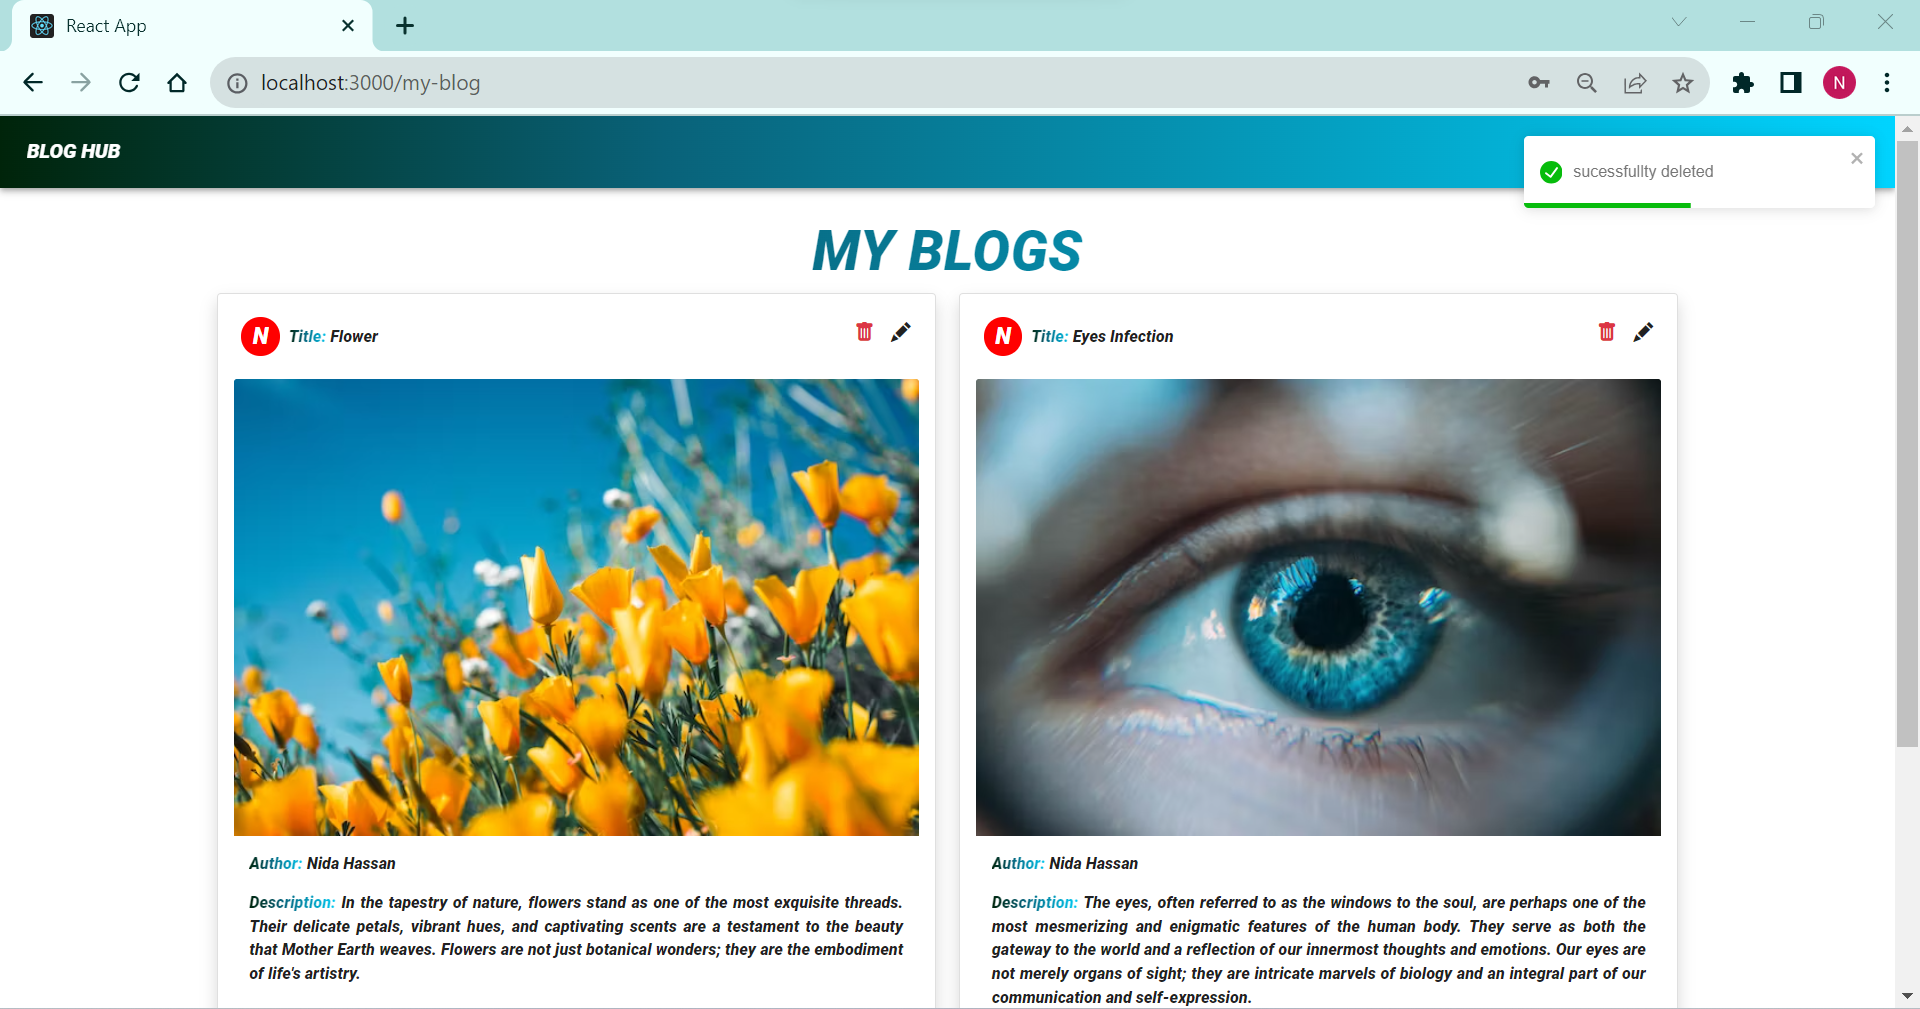 React App
localhost:3000/my-blog
N
BLOG HUB
sucessfullty deleted
MY BLOGS
N Title: Flower
Author: Nida Hassan
Description: In the tapestry of nature, flowers stand as one of the most exquisite threads.
Their delicate petals, vibrant hues, and captivating scents are a testament to the beauty
that Mother Earth weaves. Flowers are not just botanical wonders; they are the embodiment
of life's artistry.
N Title: Eyes Infection
Author: Nida Hassan
Description: The eyes, often referred to as the windows to the soul, are perhaps one of the
most mesmerizing and enigmatic features of the human body. They serve as both the
gateway to the world and a reflection of our innermost thoughts and emotions. Our eyes are
not merely organs of sight; they are intricate marvels of biology and an integral part of our
communication and self-expression.